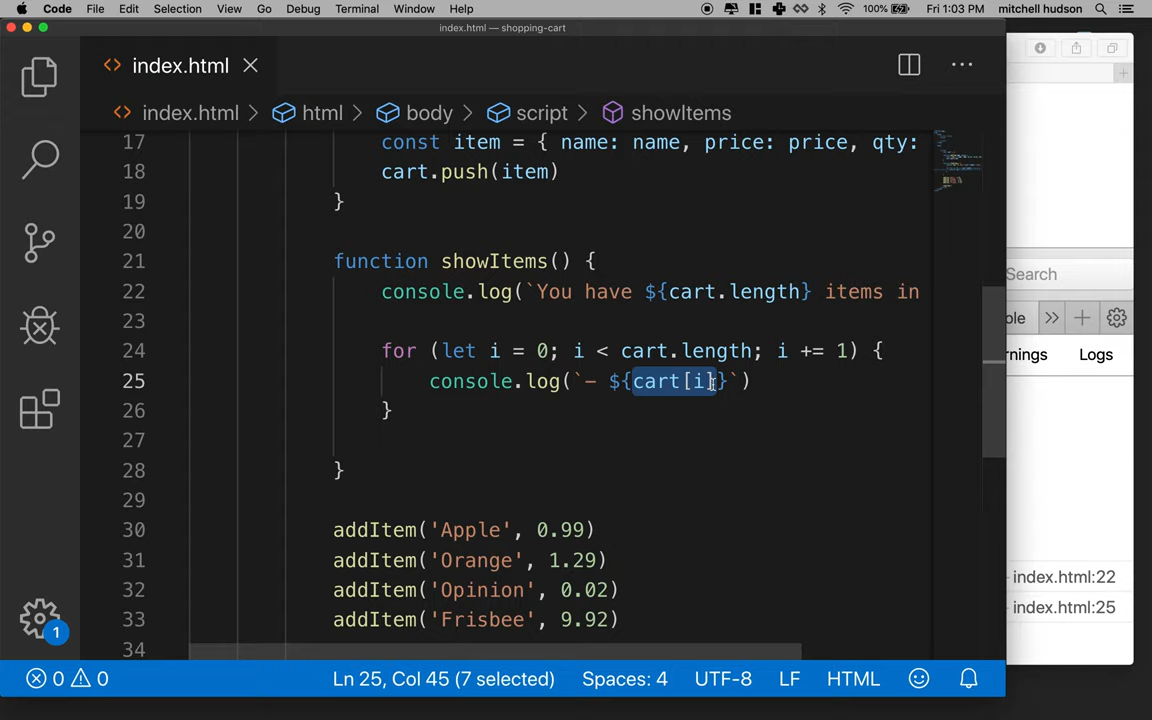 Code File Edit Selection View Go Debug Terminal Window Help 100% Fri 1:03 PM mitchell hudson
index.html — shopping-cart
index.html
index.html > html > body > script > showItems
17 const item = { name: name, price: price, qty:
18 cart.push(item)
19 }
20
21 function showItems() {
22 console.log(`You have ${cart.length} items in
23
24 for (let i = 0; i < cart.length; i += 1) {
25 console.log(`- ${cart[i]}`)
26 }
27
28 }
29
30 addItem('Apple', 0.99)
31 addItem('Orange', 1.29)
32 addItem('Opinion', 0.02)
33 addItem('Frisbee', 9.92)
34
Search
ble
rnings Logs
index.html:22
index.html:25
1
0 0 Ln 25, Col 45 (7 selected) Spaces: 4 UTF-8 LF HTML